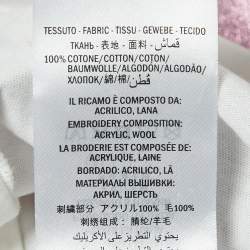 TESSUTO - FABRIC - TISSU - GEWEBE - TECIDO
ТКАНЬ - 表地 - 面料 - قماش
100% COTONE/COTTON/COTON/
BAUMWOLLE/ALGODÓN/ALGODÃO/
ХЛОПОК/綿/棉/قطن
IL RICAMO È COMPOSTO DA:
ACRILICO, LANA
EMBROIDERY COMPOSITION:
ACRYLIC, WOOL
LA BRODERIE EST COMPOSÉE DE:
ACRYLIQUE, LAINE
BORDADO: ACRILICO, LÃ
МАТЕРИАЛЫ ВЫШИВКИ:
АКРИЛ, ШЕРСТЬ
刺繍部分 アクリル100% 毛100%
刺绣组成: 腈纶/羊毛
يحتوي التطريز على الأكريليك